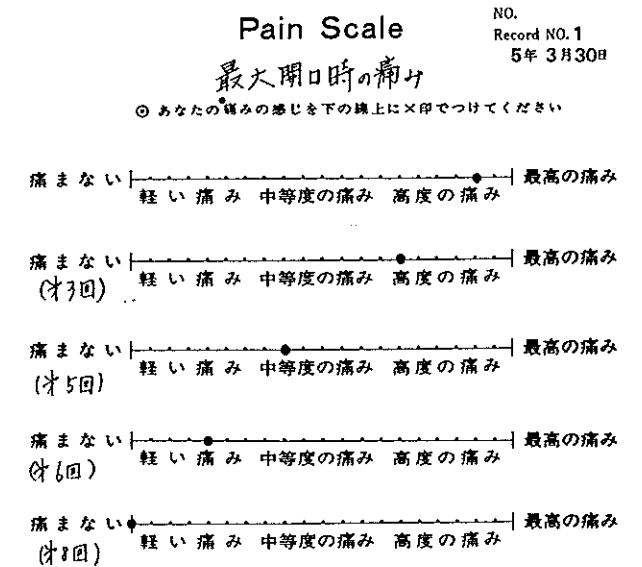 Pain Scale
NO.
Record NO. 1
5年 3月30日
最大開口時の痛み
⊙ あなたの痛みの感じを下の線上に×印でつけてください
痛まない 最高の痛み
軽い痛み 中等度の痛み 高度の痛み
痛まない 最高の痛み
(才3回) 軽い痛み 中等度の痛み 高度の痛み
痛まない 最高の痛み
(才5回) 軽い痛み 中等度の痛み 高度の痛み
痛まない 最高の痛み
(才6回) 軽い痛み 中等度の痛み 高度の痛み
痛まない 最高の痛み
(才8回) 軽い痛み 中等度の痛み 高度の痛み